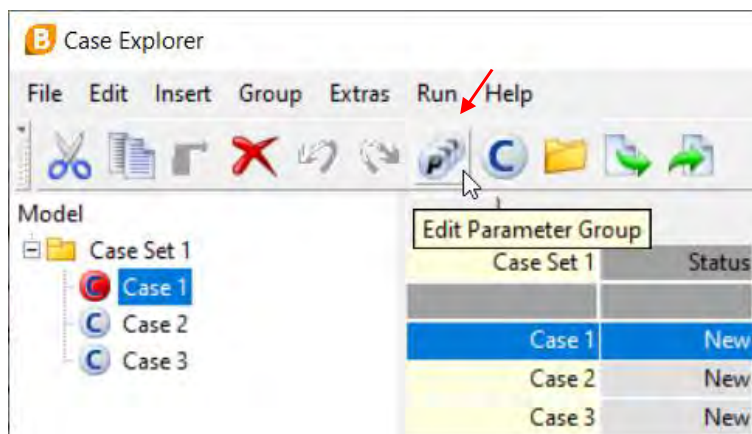 B Case Explorer
File Edit Insert Group Extras Run Help
P C
Model
Edit Parameter Group
Case Set 1
Case Set 1 Status
C Case 1
Case 1 New
C Case 2
Case 2 New
C Case 3
Case 3 New